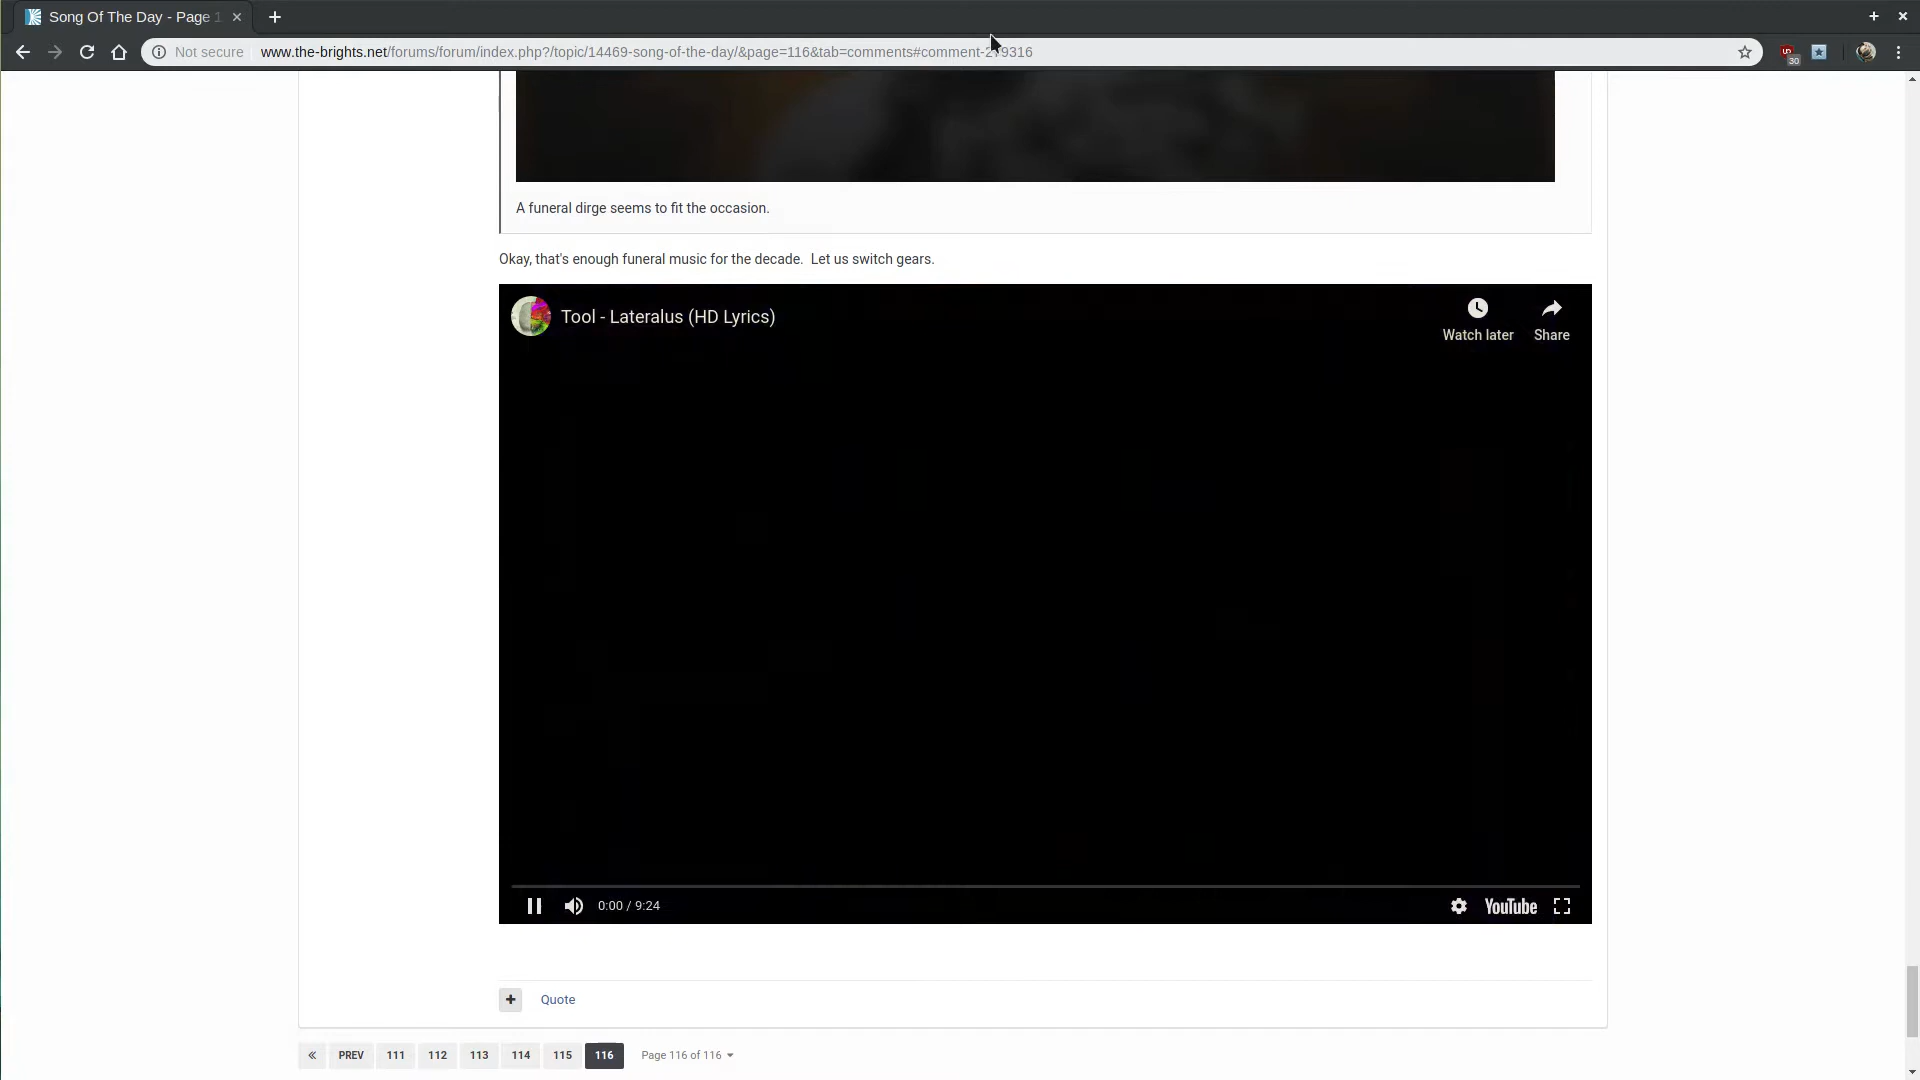 Song Of The Day - Page 1
Not secure www.the-brights.net/forums/forum/index.php?/topic/14469-song-of-the-day/&page=116&tab=comments#comment-279316
30
A funeral dirge seems to fit the occasion.
Okay, that's enough funeral music for the decade.  Let us switch gears.
Tool - Lateralus (HD Lyrics)
Watch later Share
0:00 / 9:24 YouTube
Quote
« PREV 111 112 113 114 115 116 Page 116 of 116